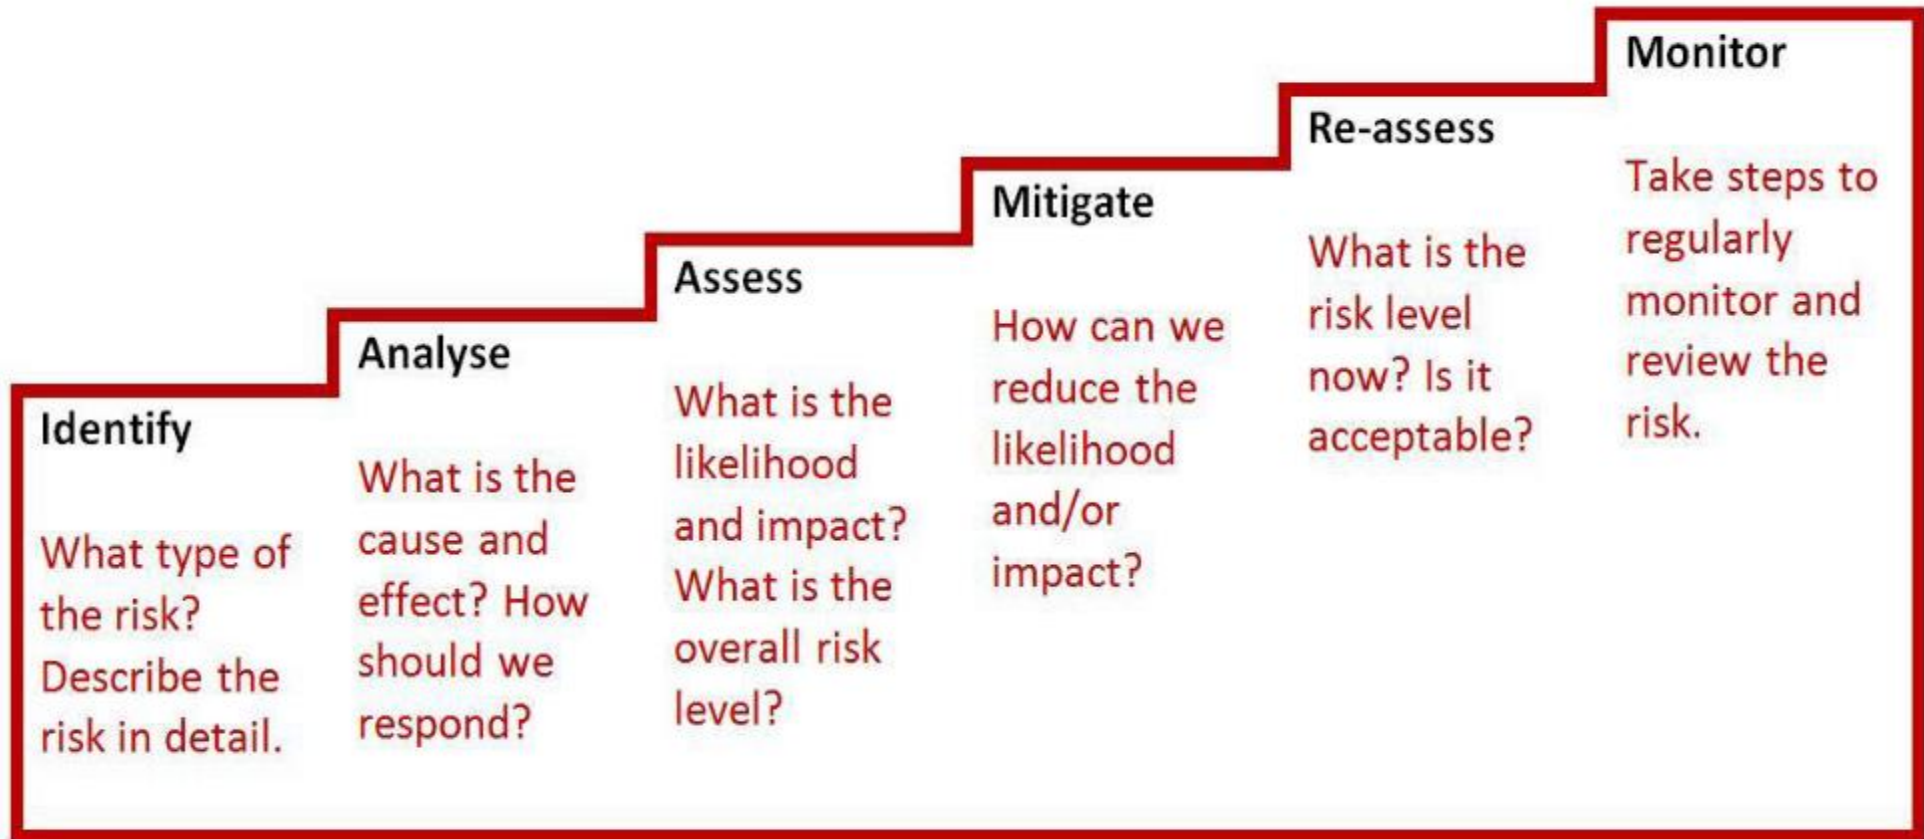 Identify
What type of
the risk?
Describe the
risk in detail.
Analyse
What is the
cause and
effect? How
should we
respond?
Assess
What is the
likelihood
and impact?
What is the
overall risk
level?
Mitigate
How can we
reduce the
likelihood
and/or
impact?
Re-assess
What is the
risk level
now? Is it
acceptable?
Monitor
Take steps to
regularly
monitor and
review the
risk.